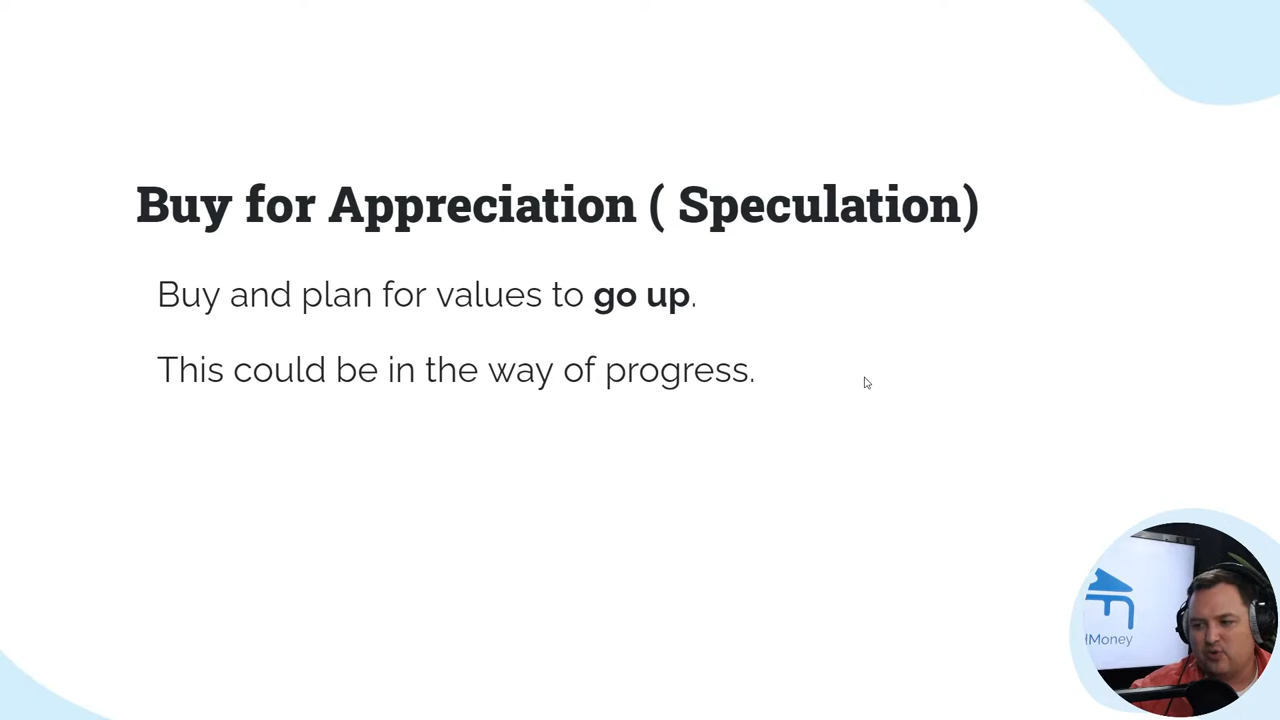 Buy for Appreciation ( Speculation)
Buy and plan for values to go up.
This could be in the way of progress.